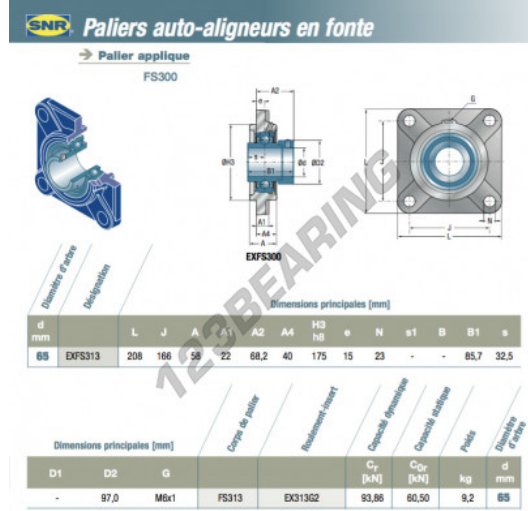 SNR Paliers auto-aligneurs en fonte
Palier applique
FS300
A2
e
G
ØH3
s
B1
Ød
ØD2
L
J
A1
A4
A
N
J
L
EXFS300
123BEARING
Diamètre d'arbre
Désignation
Dimensions principales [mm]
d mm L J A A1 A2 A4 H3 h8 e N s1 B B1 s
65 EXFS313 208 166 58 22 68,2 40 175 15 23 - - 85,7 32,5
Dimensions principales [mm]
Corps de palier
Roulement-insert
Capacité dynamique
Capacité statique
Poids
Diamètre d'arbre
D1 D2 G Cr [kN] C0r [kN] kg d mm
- 97,0 M6x1 FS313 EX313G2 93,86 60,50 9,2 65